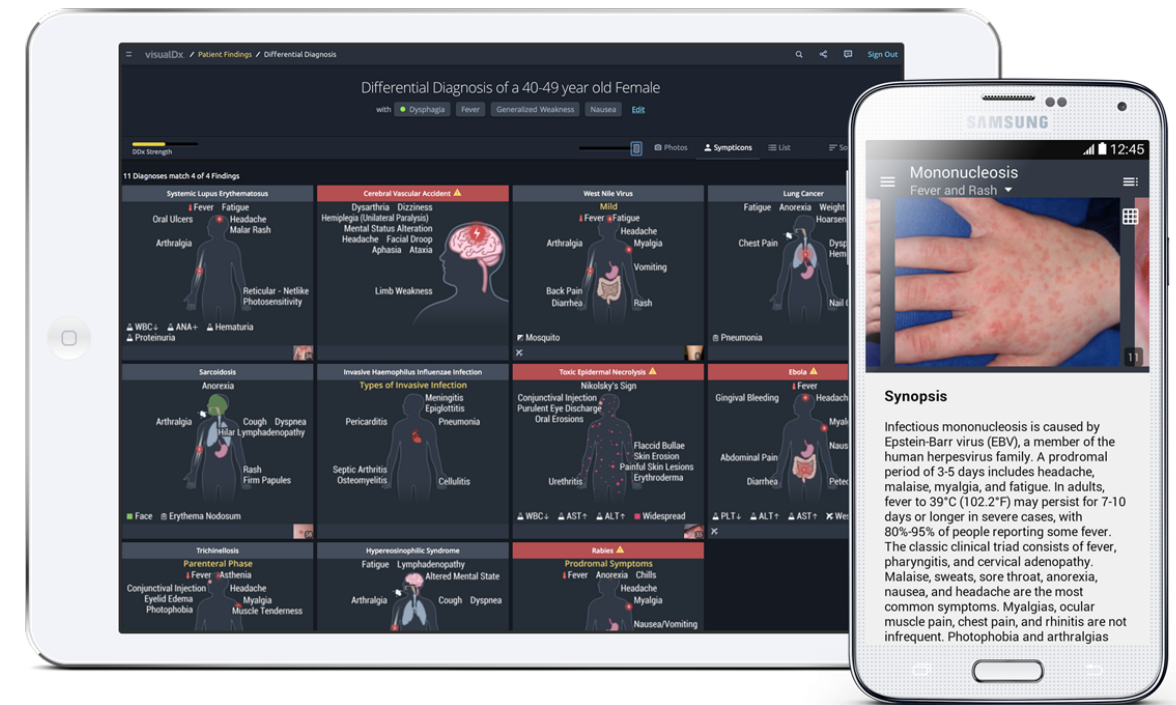 visualDx / Patient Findings / Differential Diagnosis
Sign Out
Differential Diagnosis of a 40-49 year old Female
with Dysphagia Fever Generalized Weakness Nausea Edit
DDx Strength
Photos Sympticons List So
11 Diagnoses match 4 of 4 Findings
Systemic Lupus Erythematosus
Fever Fatigue
Oral Ulcers Headache
Malar Rash
Arthralgia
Reticular - Netlike
Photosensitivity
WBC↓ ANA+ Hematuria
Proteinuria
Cerebral Vascular Accident
Dysarthria Dizziness
Hemiplegia (Unilateral Paralysis)
Mental Status Alteration
Headache Facial Droop
Aphasia Ataxia
Limb Weakness
West Nile Virus
Mild
Fever Fatigue
Headache
Arthralgia Myalgia
Vomiting
Back Pain
Diarrhea Rash
Mosquito
Lung Cancer
Fatigue Anorexia Weight
Hoarsen
Chest Pain Dysp
Hem
Nail
Pneumonia
Sarcoidosis
Anorexia
Arthralgia Cough Dyspnea
Hilar Lymphadenopathy
Rash
Firm Papules
Face Erythema Nodosum
Invasive Haemophilus Influenzae Infection
Types of Invasive Infection
Meningitis
Epiglottitis
Pericarditis Pneumonia
Septic Arthritis
Osteomyelitis Cellulitis
Toxic Epidermal Necrolysis
Nikolsky's Sign
Conjunctival Injection
Purulent Eye Discharge
Oral Erosions
Flaccid Bullae
Skin Erosion
Painful Skin Lesions
Urethritis Erythroderma
WBC↓ AST↑ ALT↑ Widespread
Ebola
Fever
Gingival Bleeding Headach
Myal
Naus
Abdominal Pain
Diarrhea Petec
PLT↓ ALT↑ AST↑ Wes
Trichinellosis
Parenteral Phase
Fever Asthenia
Conjunctival Injection Headache
Eyelid Edema Myalgia
Photophobia Muscle Tenderness
Hypereosinophilic Syndrome
Fatigue Lymphadenopathy
Altered Mental State
Arthralgia Cough Dyspnea
Rabies
Prodromal Symptoms
Fever Anorexia Chills
Headache
Myalgia
Nausea/Vomiting
SAMSUNG
12:45
Mononucleosis
Fever and Rash
11
Synopsis
Infectious mononucleosis is caused by
Epstein-Barr virus (EBV), a member of the
human herpesvirus family. A prodromal
period of 3-5 days includes headache,
malaise, myalgia, and fatigue. In adults,
fever to 39°C (102.2°F) may persist for 7-10
days or longer in severe cases, with
80%-95% of people reporting some fever.
The classic clinical triad consists of fever,
pharyngitis, and cervical adenopathy.
Malaise, sweats, sore throat, anorexia,
nausea, and headache are the most
common symptoms. Myalgias, ocular
muscle pain, chest pain, and rhinitis are not
infrequent. Photophobia and arthralgias